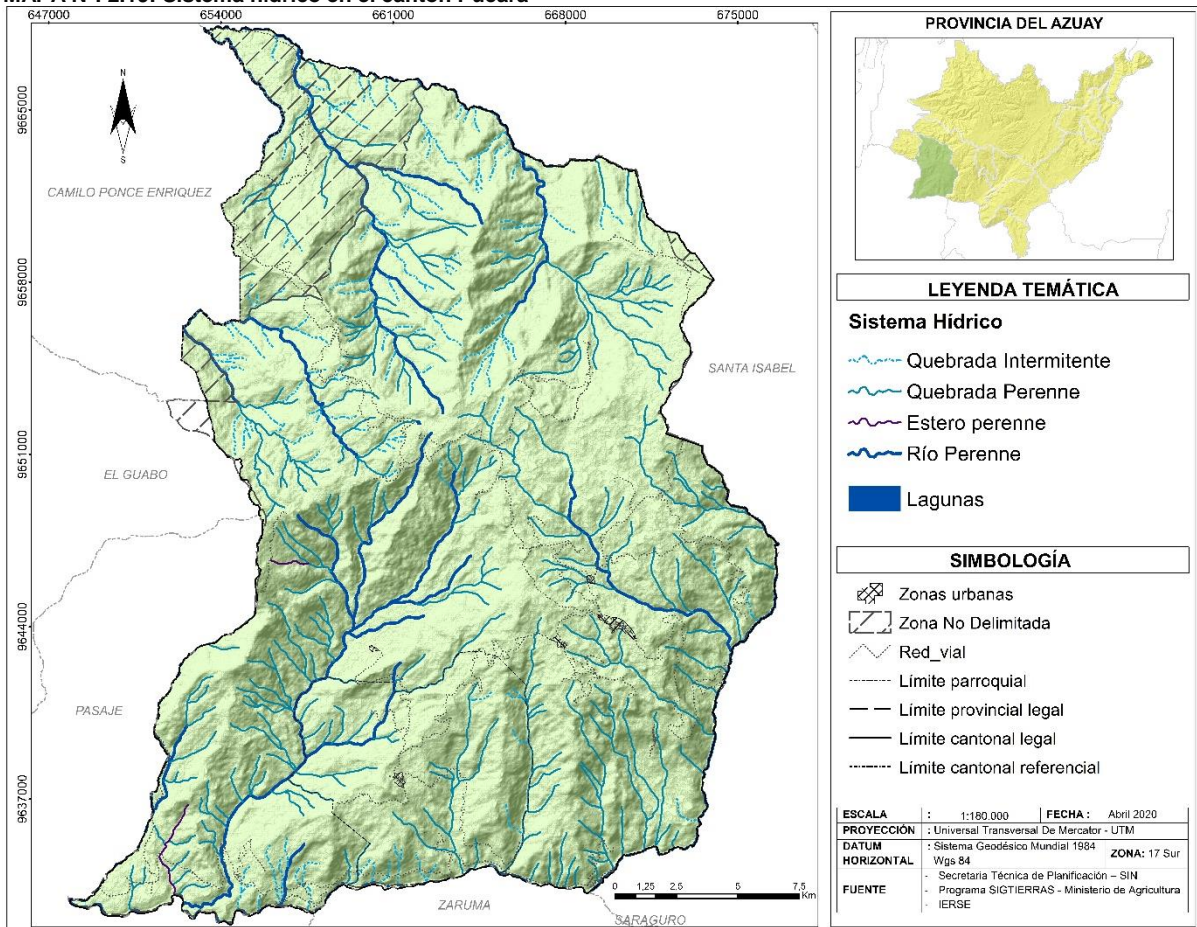 647000 654000 661000 668000 675000
9665000
9658000
9651000
9644000
9637000
N
S
CAMILO PONCE ENRIQUEZ
SANTA ISABEL
EL GUABO
PASAJE
ZARUMA
SARAGURO
0 1,25 2,5 5 7,5
Km
PROVINCIA DEL AZUAY
LEYENDA TEMÁTICA
Sistema Hídrico
Quebrada Intermitente
Quebrada Perenne
Estero perenne
Río Perenne
Lagunas
SIMBOLOGÍA
Zonas urbanas
Zona No Delimitada
Red_vial
Límite parroquial
Límite provincial legal
Límite cantonal legal
Límite cantonal referencial
ESCALA : 1:180.000 FECHA : Abril 2020
PROYECCIÓN : Universal Transversal De Mercator - UTM
DATUM HORIZONTAL : Sistema Geodésico Mundial 1984 Wgs 84 ZONA: 17 Sur
FUENTE
- Secretaria Técnica de Planificación – SIN
- Programa SIGTIERRAS - Ministerio de Agricultura
- IERSE